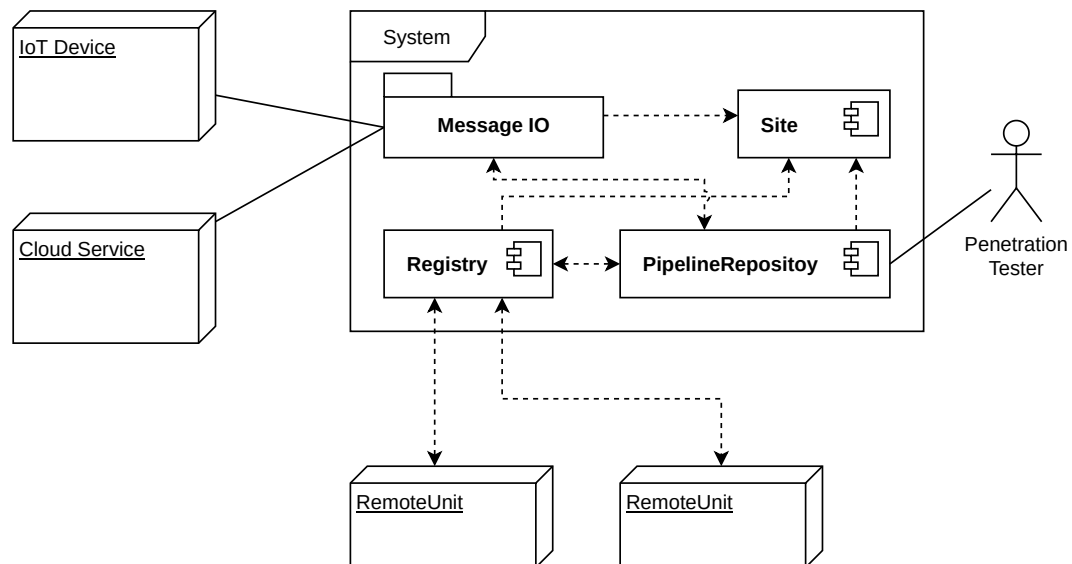 IoT Device
System
Message IO
Site
Cloud Service
Registry
PipelineRepositoy
Penetration
Tester
RemoteUnit
RemoteUnit